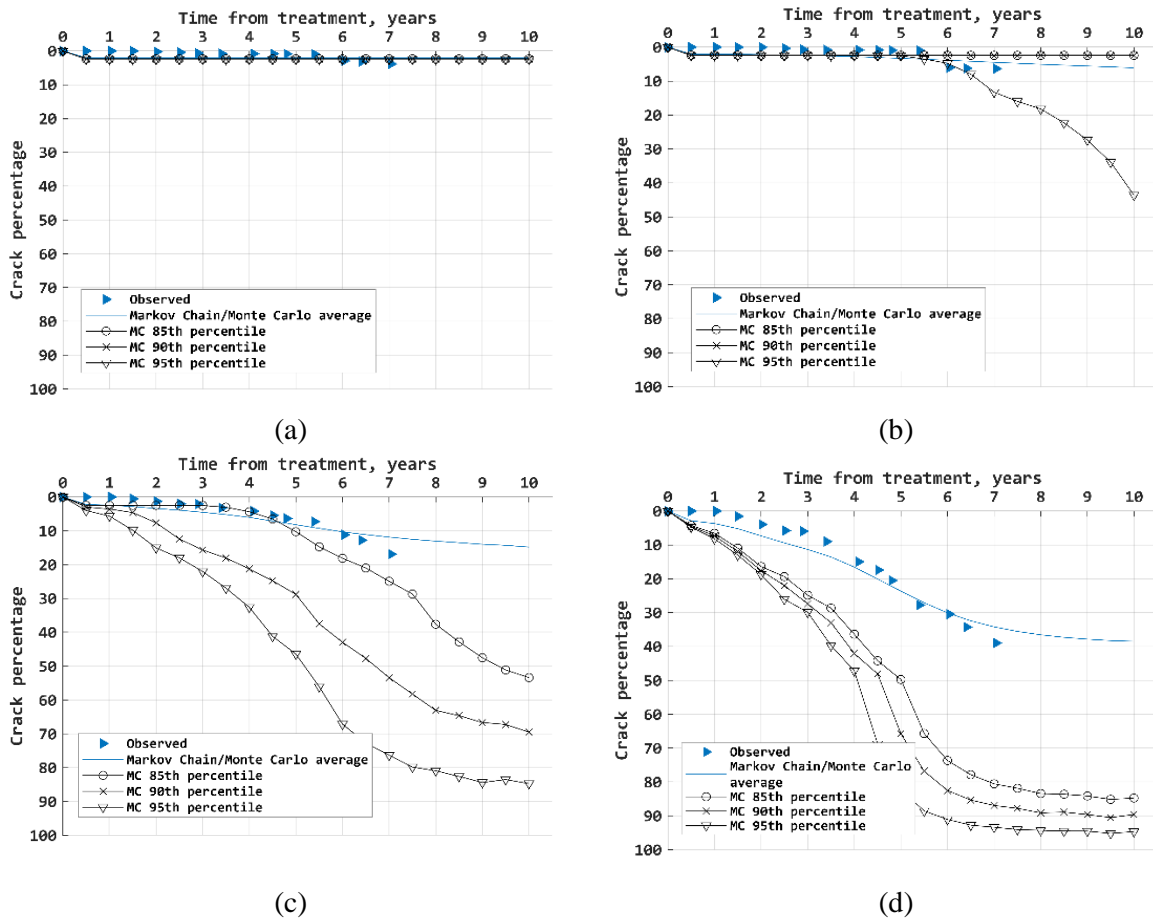 Time from treatment, years
0 1 2 3 4 5 6 7 8 9 10
0
10
20
30
40
50
60
70
80
90
100
Crack percentage
Observed
Markov Chain/Monte Carlo average
MC 85th percentile
MC 90th percentile
MC 95th percentile
(a)
Time from treatment, years
0 1 2 3 4 5 6 7 8 9 10
0
10
20
30
40
50
60
70
80
90
100
Crack percentage
Observed
Markov Chain/Monte Carlo average
MC 85th percentile
MC 90th percentile
MC 95th percentile
(b)
Time from treatment, years
0 1 2 3 4 5 6 7 8 9 10
0
10
20
30
40
50
60
70
80
90
100
Crack percentage
Observed
Markov Chain/Monte Carlo average
MC 85th percentile
MC 90th percentile
MC 95th percentile
(c)
Time from treatment, years
0 1 2 3 4 5 6 7 8 9 10
0
10
20
30
40
50
60
70
80
90
100
Crack percentage
Observed
Markov Chain/Monte Carlo
average
MC 85th percentile
MC 90th percentile
MC 95th percentile
(d)